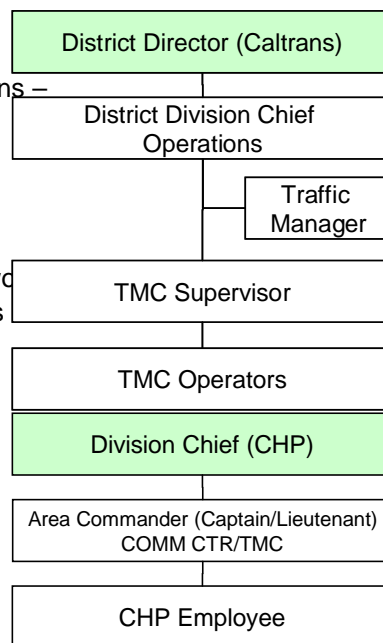 District Director (Caltrans)
ns –
District Division Chief
Operations
Traffic
Manager
TMC Supervisor
TMC Operators
Division Chief (CHP)
Area Commander (Captain/Lieutenant)
COMM CTR/TMC
CHP Employee